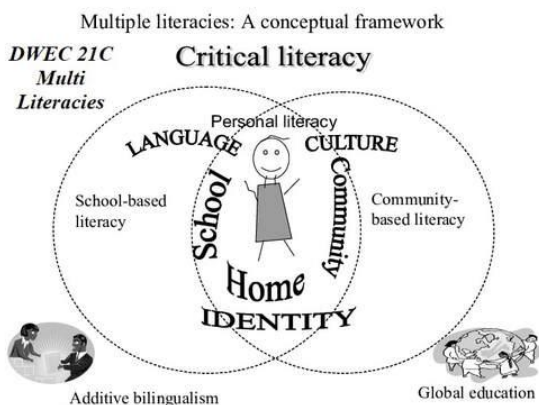 Multiple literacies: A conceptual framework
DWEC 21C
Multi
Literacies
Critical literacy
Personal literacy
LANGUAGE
CULTURE
School-based
literacy
School
Community
Community-
based literacy
Home
IDENTITY
Additive bilingualism
Global education